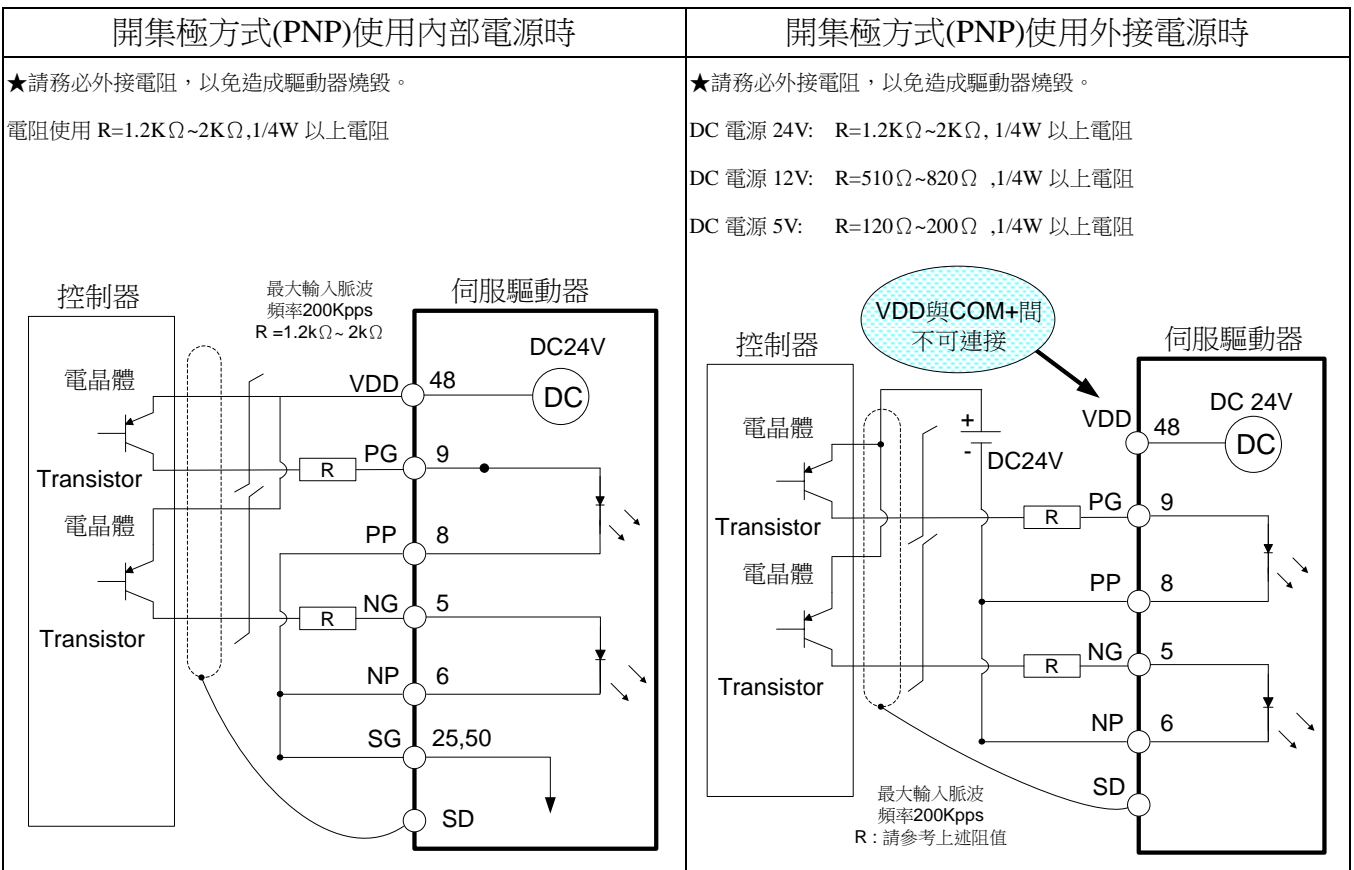 開集極方式(PNP)使用內部電源時
★請務必外接電阻，以免造成驅動器燒毀。
電阻使用 R=1.2KΩ~2KΩ,1/4W 以上電阻
控制器
最大輸入脈波
頻率200Kpps
R =1.2kΩ~ 2kΩ
伺服驅動器
電晶體
Transistor
電晶體
Transistor
VDD
48
DC24V
DC
R
PG
9
PP
8
R
NG
5
NP
6
SG
25,50
SD
開集極方式(PNP)使用外接電源時
★請務必外接電阻，以免造成驅動器燒毀。
DC 電源 24V: R=1.2KΩ~2KΩ, 1/4W 以上電阻
DC 電源 12V: R=510Ω~820Ω ,1/4W 以上電阻
DC 電源 5V: R=120Ω~200Ω ,1/4W 以上電阻
VDD與COM+間
不可連接
控制器
伺服驅動器
電晶體
Transistor
電晶體
Transistor
+
-
DC24V
VDD
48
DC 24V
DC
R
PG
9
PP
8
R
NG
5
NP
6
SD
最大輸入脈波
頻率200Kpps
R : 請參考上述阻值